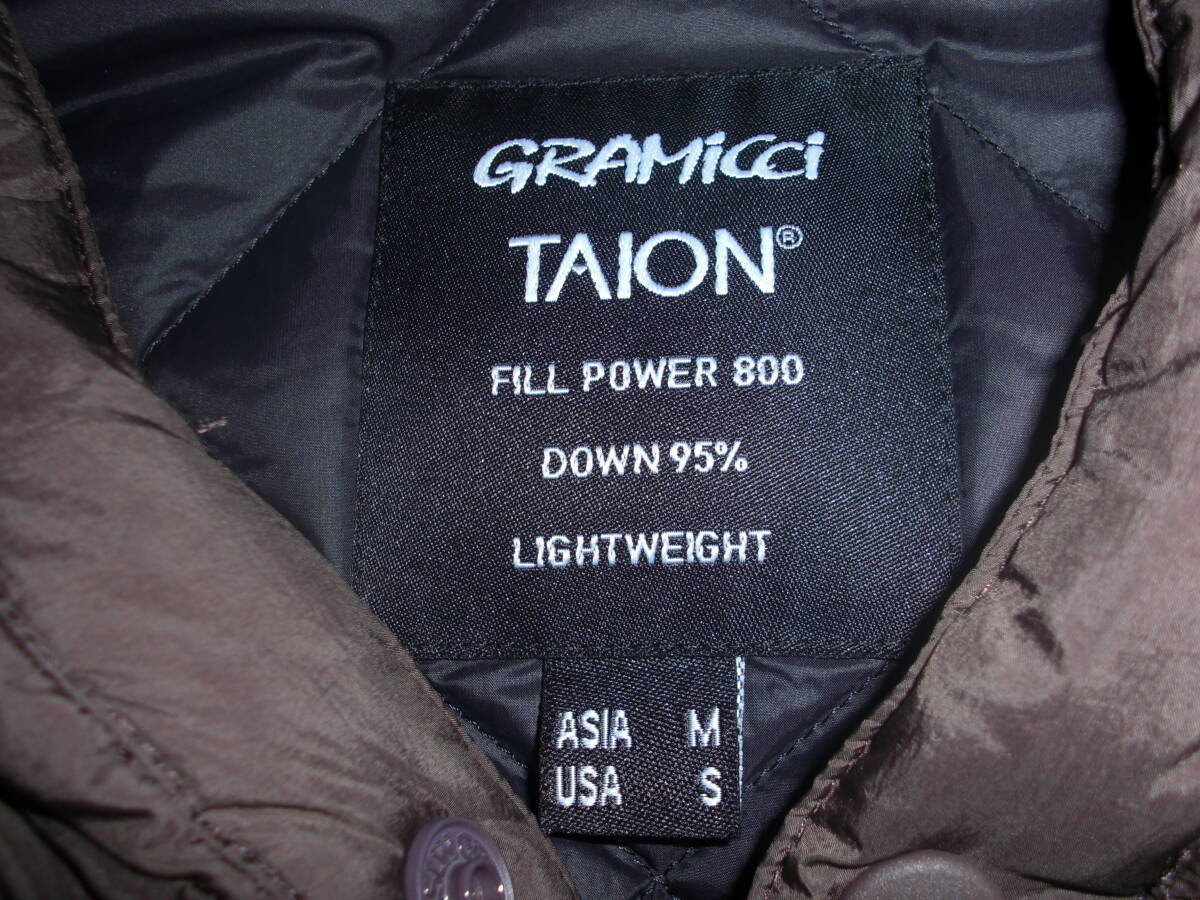 GRAMiCCi
TAION®
FILL POWER 800
DOWN 95%
LIGHTWEIGHT
ASIA M
USA S